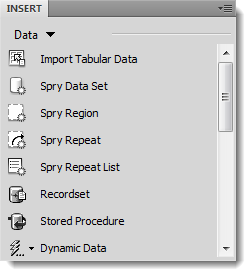 INSERT
Data
Import Tabular Data
Spry Data Set
Spry Region
Spry Repeat
Spry Repeat List
Recordset
Stored Procedure
Dynamic Data